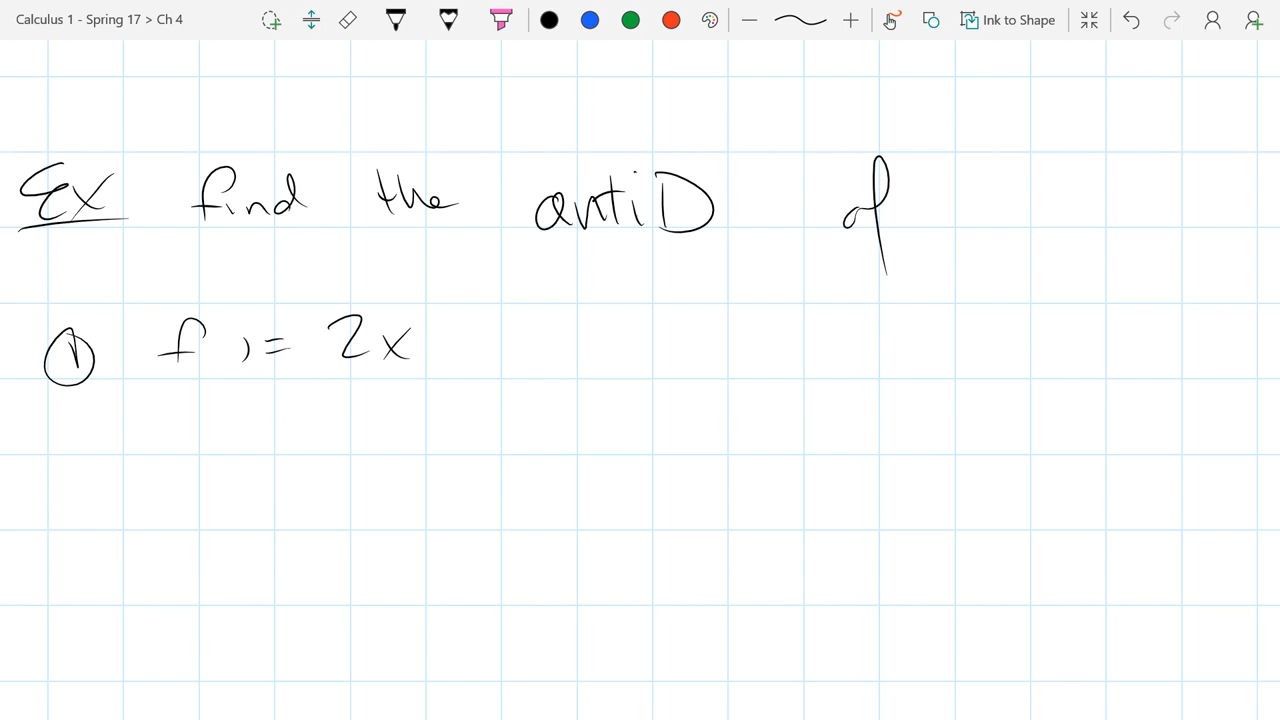 Calculus 1 - Spring 17 > Ch 4 Ink to Shape
Ex find the antiD of
① f ) = 2x